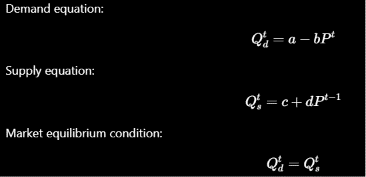 Demand equation:
Q_d^t = a − bP^t
Supply equation:
Q_s^t = c + dP^{t−1}
Market equilibrium condition:
Q_d^t = Q_s^t